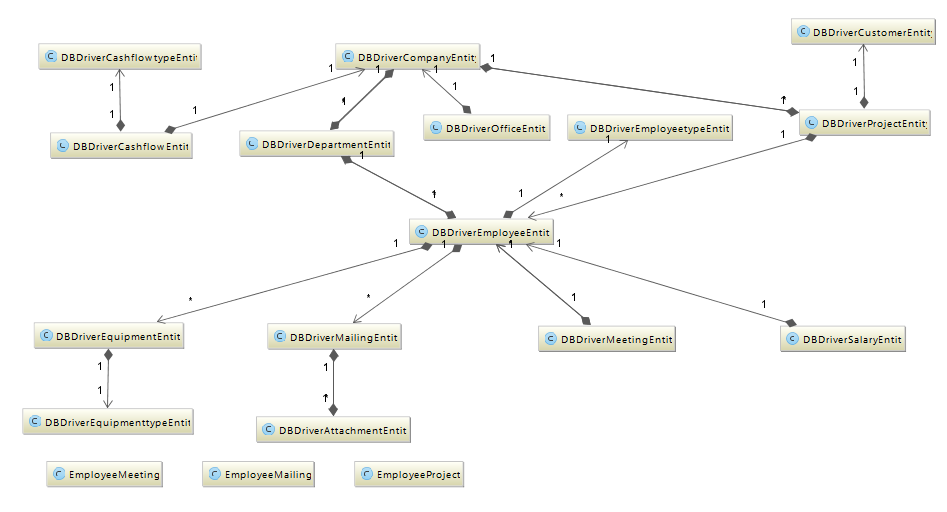 DBDriverCustomerEntit
DBDriverCashflowtypeEntit
DBDriverCompanyEntit
1
1
1
1
1
1
1
1
1
1
1
*
1
DBDriverOfficeEntit
DBDriverEmployeetypeEntit
DBDriverProjectEntit
DBDriverCashflowEntit
DBDriverDepartmentEntit
1
1
1
1
1
*
DBDriverEmployeeEntit
1
1
1
1
*
*
1
1
DBDriverEquipmentEntit
DBDriverMailingEntit
DBDriverMeetingEntit
DBDriverSalaryEntit
1
1
1
DBDriverEquipmenttypeEntit
DBDriverAttachmentEntit
EmployeeMeeting
EmployeeMailing
EmployeeProject